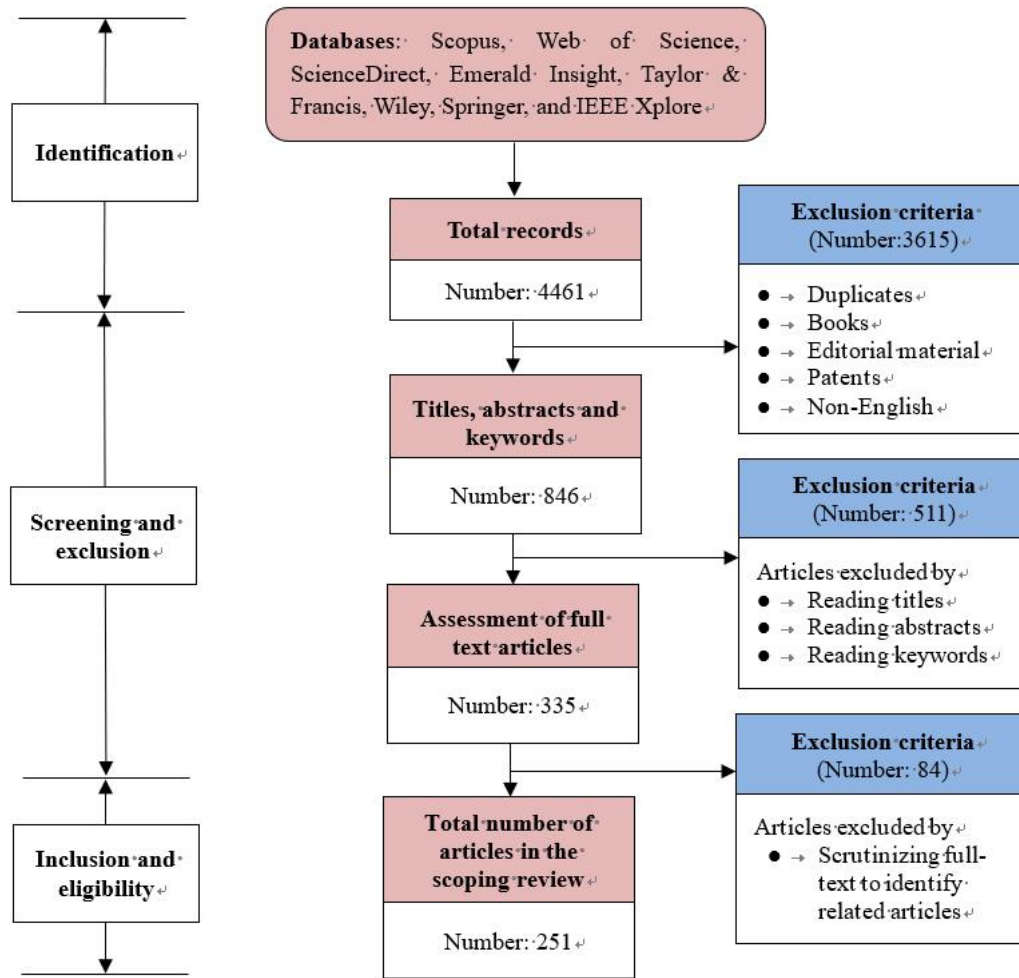 Databases: Scopus, Web of Science,
ScienceDirect, Emerald Insight, Taylor &
Francis, Wiley, Springer, and IEEE Xplore
Identification
Total records
Number: 4461
Exclusion criteria
(Number:3615)
● Duplicates
● Books
● Editorial material
● Patents
● Non-English
Titles, abstracts and
keywords
Number: 846
Screening and
exclusion
Exclusion criteria
(Number: 511)
Articles excluded by
● Reading titles
● Reading abstracts
● Reading keywords
Assessment of full
text articles
Number: 335
Exclusion criteria
(Number: 84)
Articles excluded by
● Scrutinizing full-
text to identify
related articles
Inclusion and
eligibility
Total number of
articles in the
scoping review
Number: 251